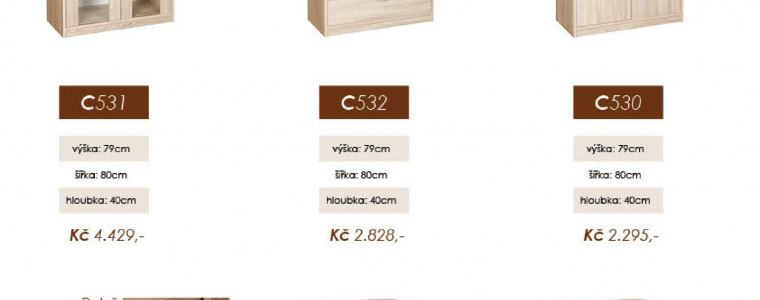 C531 C532 C530
výška: 79cm výška: 79cm výška: 79cm
šířka: 80cm šířka: 80cm šířka: 80cm
hloubka: 40cm hloubka: 40cm hloubka: 40cm
Kč 4.429,- Kč 2.828,- Kč 2.295,-